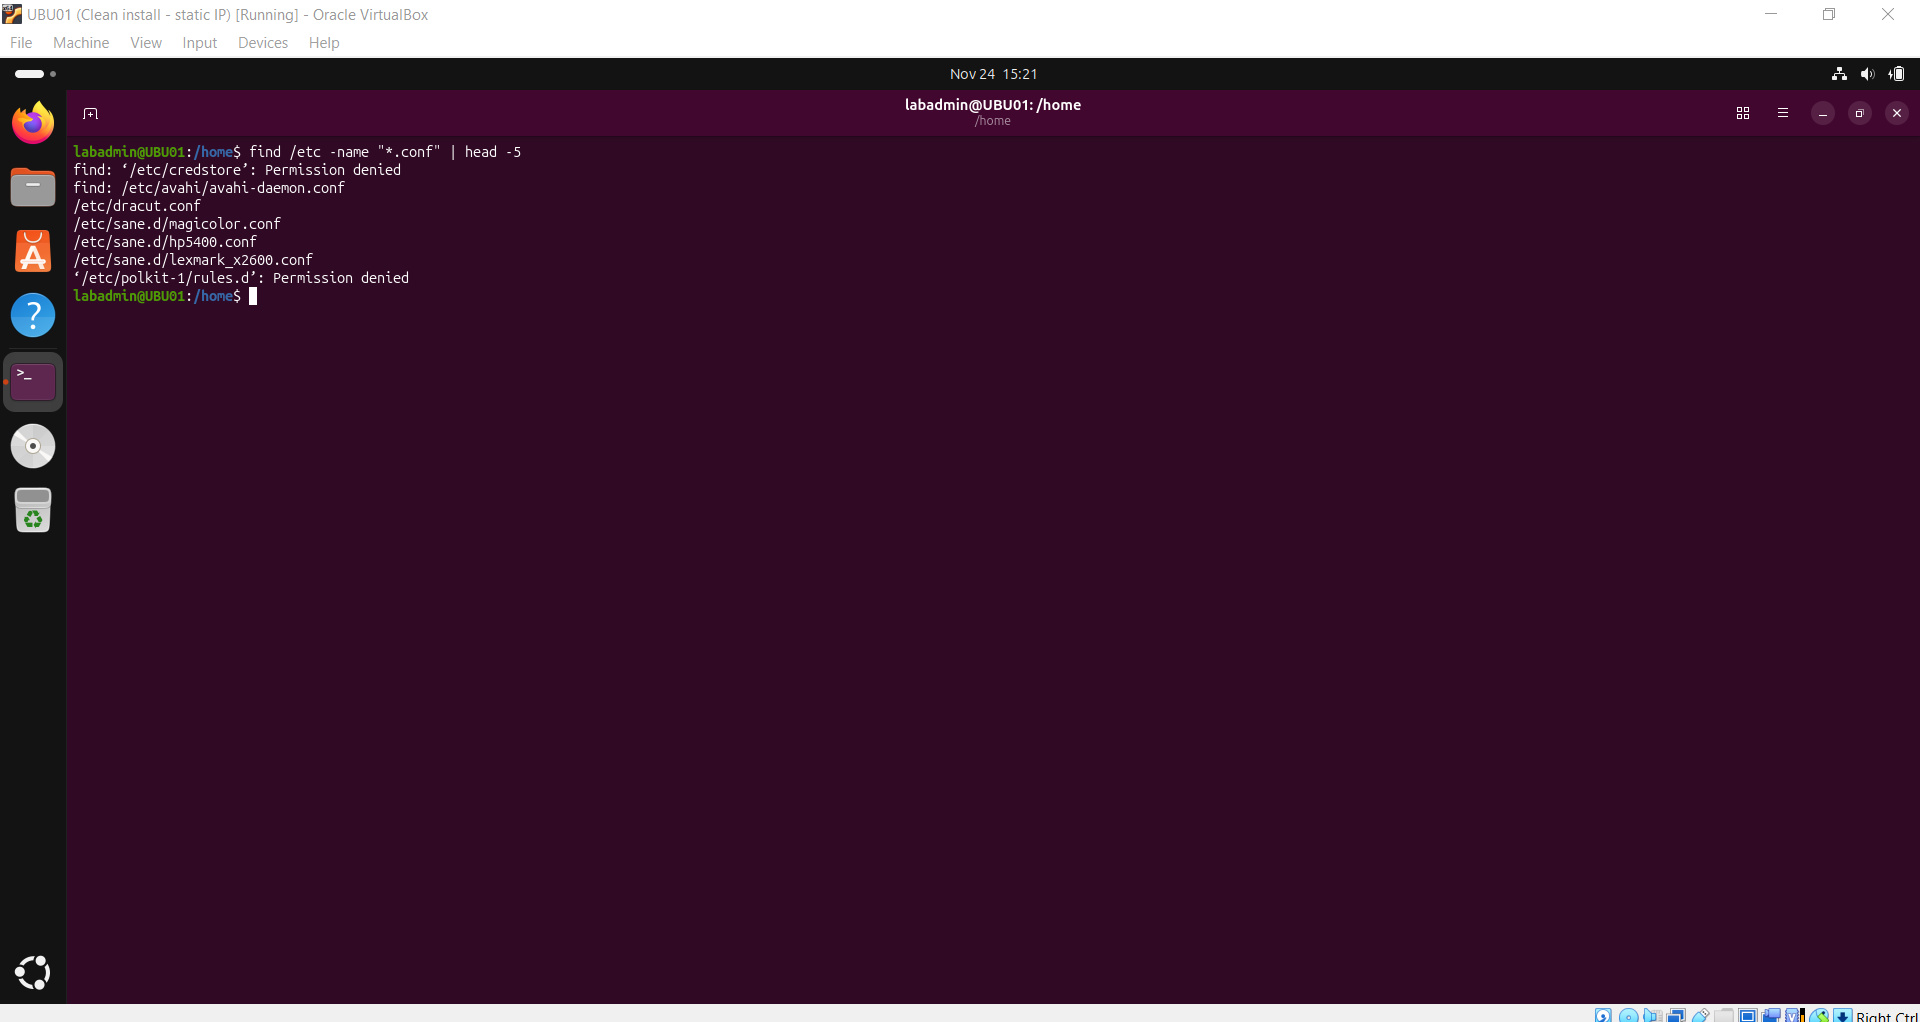 UBU01 (Clean install - static IP) [Running] - Oracle VirtualBox
File Machine View Input Devices Help
Nov 24 15:21
labadmin@UBU01: /home
/home
labadmin@UBU01:/home$ find /etc -name "*.conf" | head -5
find: ‘/etc/credstore’: Permission denied
find: /etc/avahi/avahi-daemon.conf
/etc/dracut.conf
/etc/sane.d/magicolor.conf
/etc/sane.d/hp5400.conf
/etc/sane.d/lexmark_x2600.conf
‘/etc/polkit-1/rules.d’: Permission denied
labadmin@UBU01:/home$
Right Ctrl